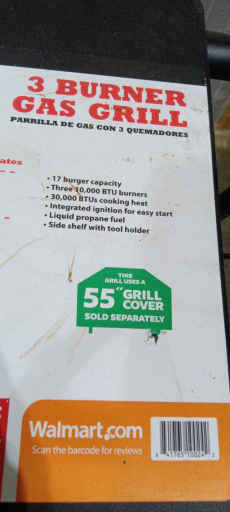 3 BURNER
GAS GRILL
PARRILLA DE GAS CON 3 QUEMADORES
ates
• 17 burger capacity
• Three 10,000 BTU burners
• 30,000 BTUs cooking heat
• Integrated ignition for easy start
• Liquid propane fuel
• Side shelf with tool holder
THIS
GRILL USES A
55" GRILL
COVER
SOLD SEPARATELY
Walmart.com
Scan the barcode for reviews